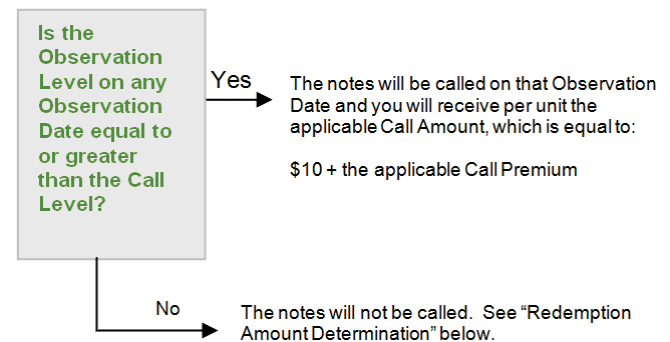 Is the
Observation
Level on any
Observation
Date equal to
or greater
than the Call
Level?
Yes
The notes will be called on that Observation
Date and you will receive per unit the
applicable Call Amount, which is equal to:
$10 + the applicable Call Premium
No
The notes will not be called.  See “Redemption
Amount Determination” below.